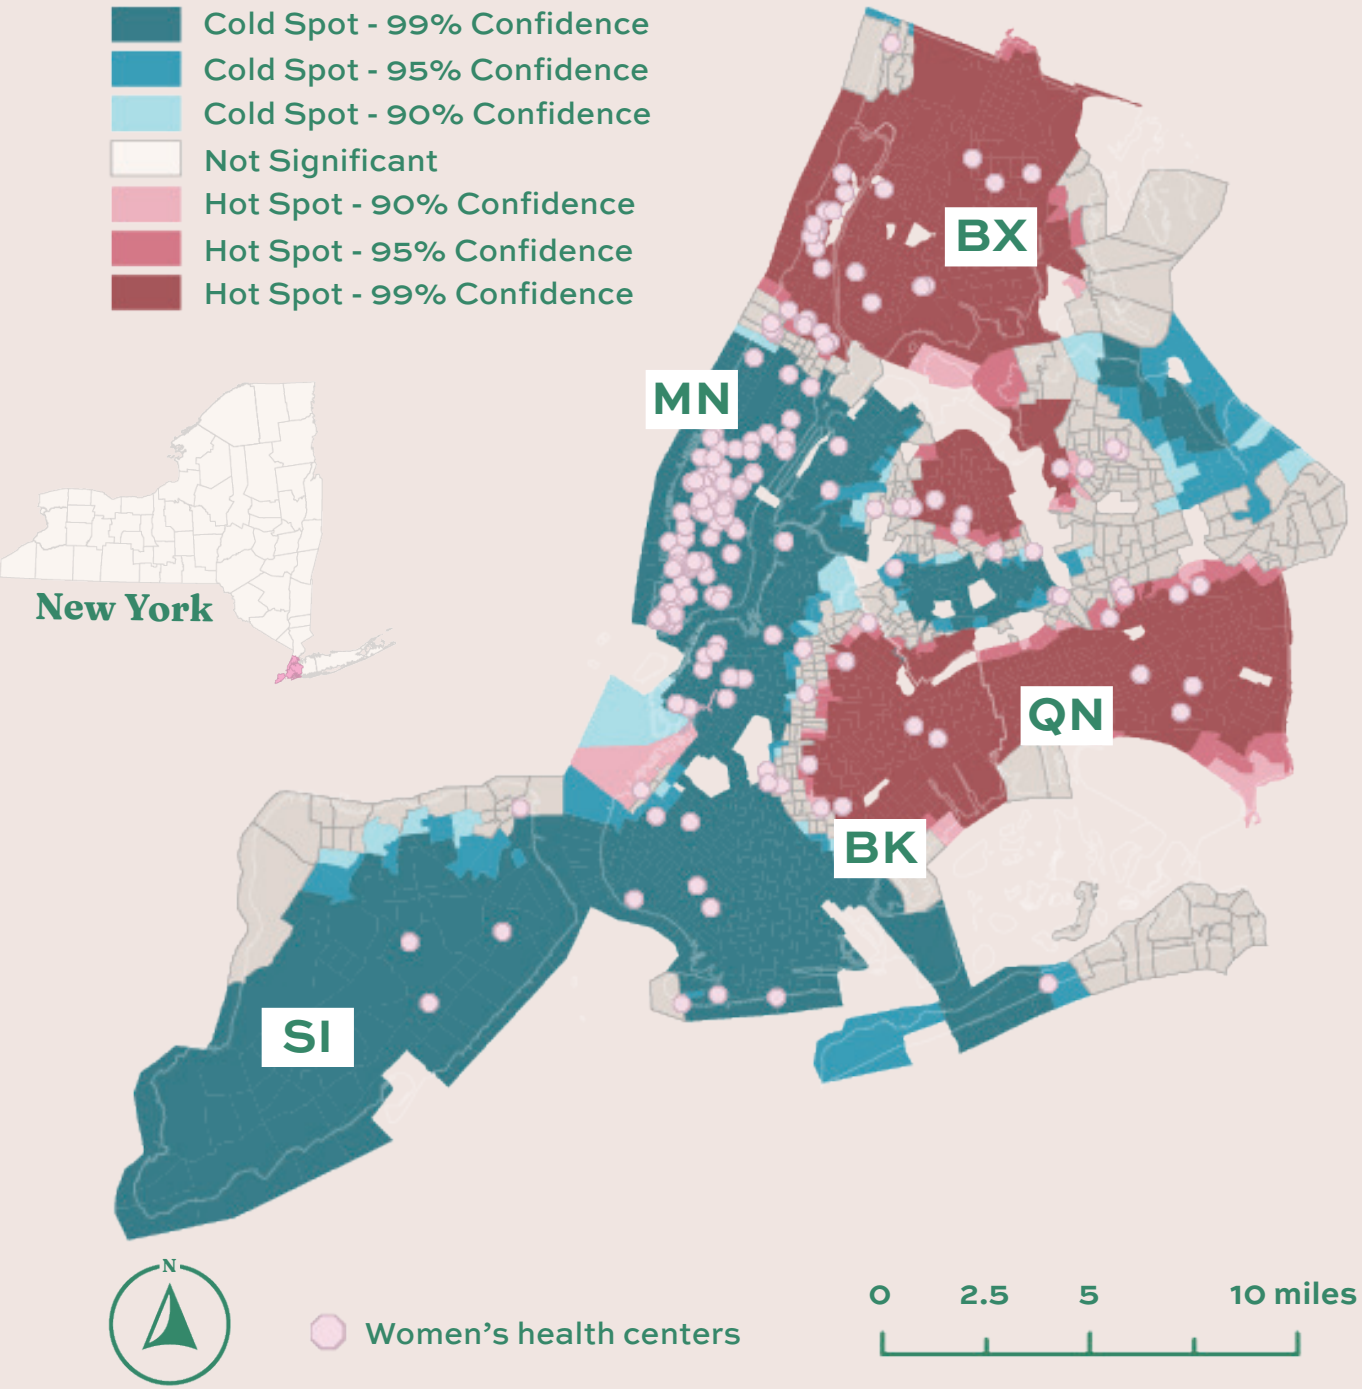 Cold Spot - 99% Confidence
Cold Spot - 95% Confidence
Cold Spot - 90% Confidence
Not Significant
Hot Spot - 90% Confidence
Hot Spot - 95% Confidence
Hot Spot - 99% Confidence
BX
MN
New York
QN
BK
SI
N
Women's health centers
0 2.5 5 10 miles